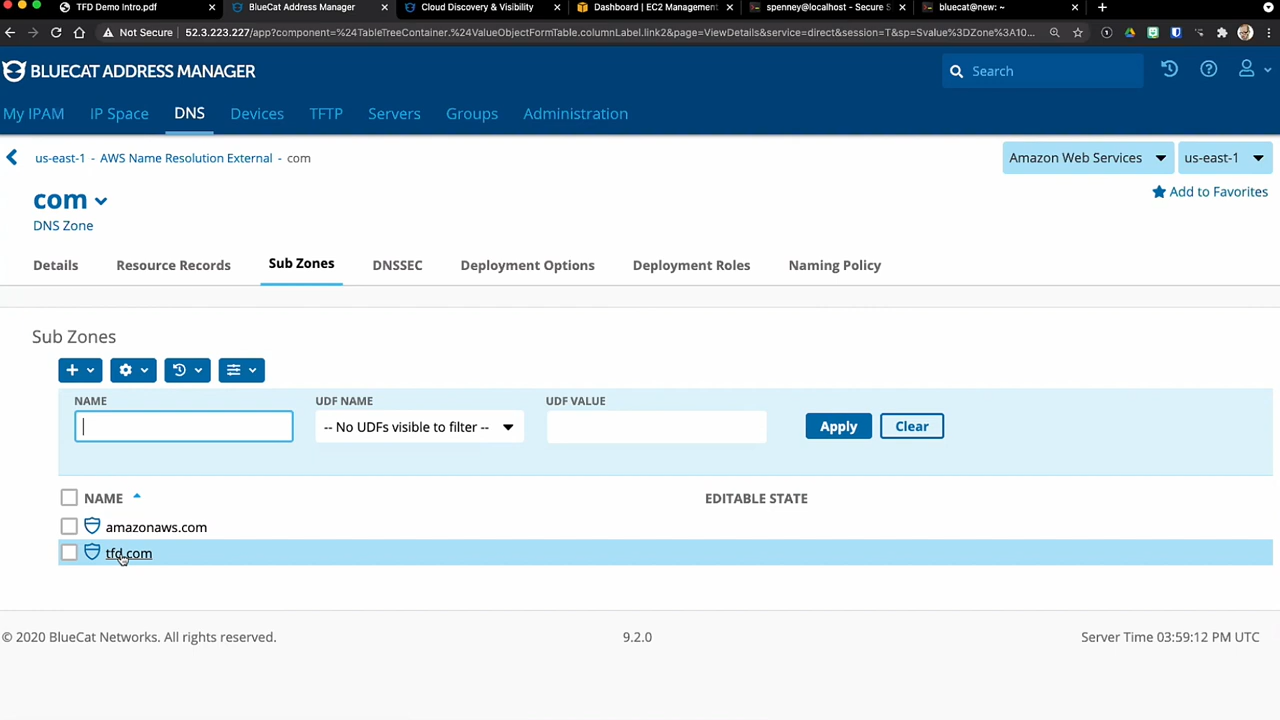 TFD Demo Intro.pdf
BlueCat Address Manager
Cloud Discovery & Visibility
Dashboard | EC2 Management
spenney@localhost - Secure S
bluecat@new: ~
Not Secure 52.3.223.227/app?component=%24TableTreeContainer.%24ValueObjectFormTable.columnLabel.link2&page=ViewDetails&service=direct&session=T&sp=Svalue%3DZone%3A10...
BLUECAT ADDRESS MANAGER
Search
My IPAM IP Space DNS Devices TFTP Servers Groups Administration
us-east-1 - AWS Name Resolution External - com
Amazon Web Services us-east-1
com
Add to Favorites
DNS Zone
Details Resource Records Sub Zones DNSSEC Deployment Options Deployment Roles Naming Policy
Sub Zones
NAME UDF NAME UDF VALUE
-- No UDFs visible to filter -- Apply Clear
NAME EDITABLE STATE
amazonaws.com
tfd.com
© 2020 BlueCat Networks. All rights reserved. 9.2.0 Server Time 03:59:12 PM UTC